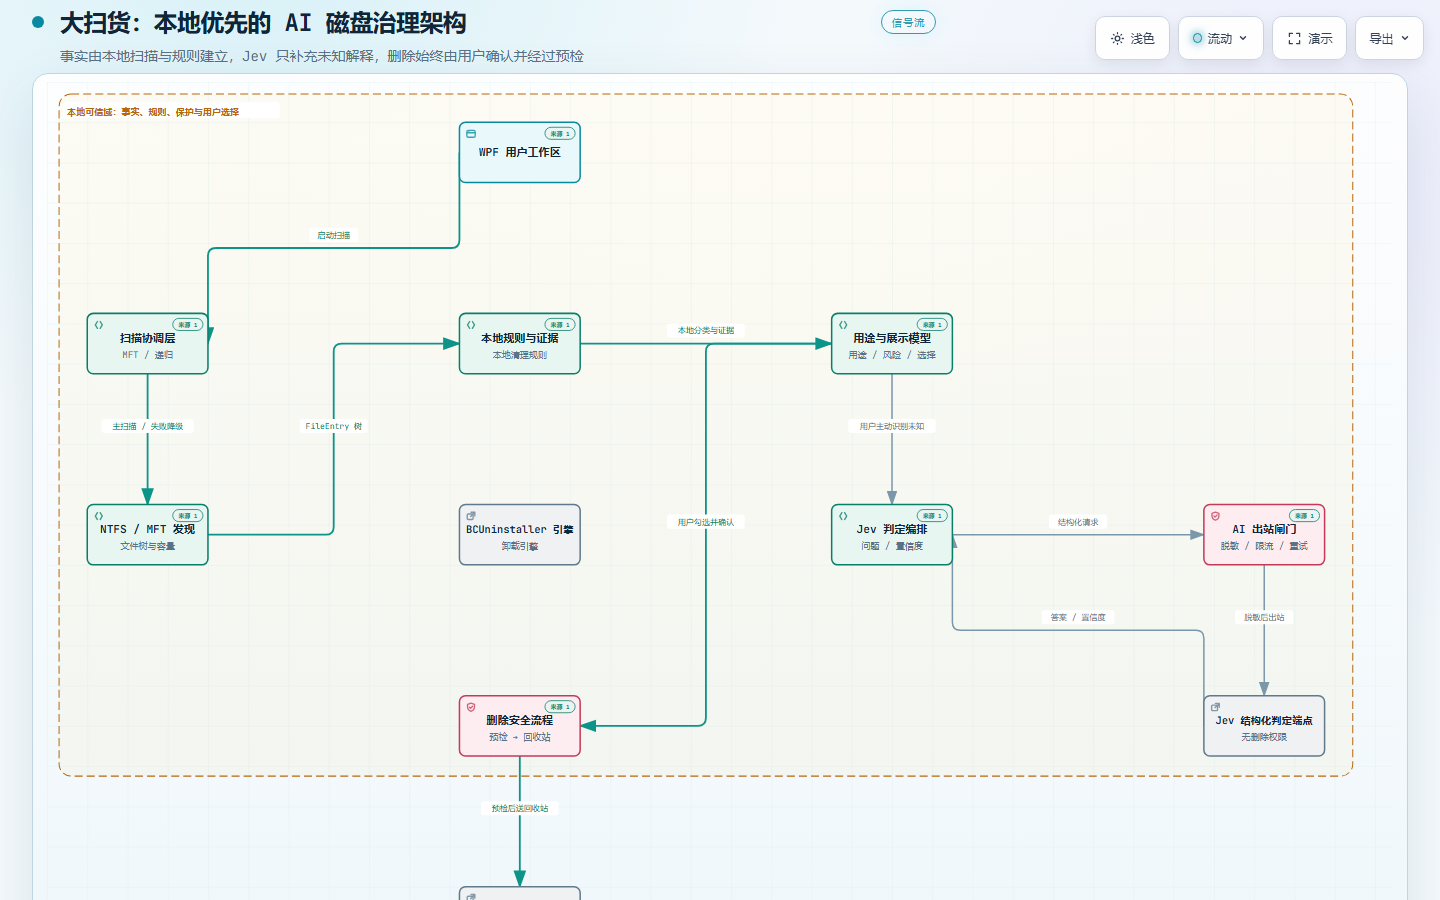 大扫货：本地优先的 AI 磁盘治理架构
事实由本地扫描与规则建立，Jev 只补充未知解释，删除始终由用户确认并经过预检
信号流
浅色
流动
演示
导出
本地可信域：事实、规则、保护与用户选择
来源 1
WPF 用户工作区
启动扫描
来源 1
扫描协调层
MFT / 递归
来源 1
本地规则与证据
本地清理规则
本地分类与证据
来源 1
用途与展示模型
用途 / 风险 / 选择
主扫描 / 失败降级
FileEntry 树
用户主动识别未知
来源 1
NTFS / MFT 发现
文件树与容量
BCUninstaller 引擎
卸载引擎
用户勾选并确认
来源 1
Jev 判定编排
问题 / 置信度
结构化请求
来源 1
AI 出站闸门
脱敏 / 限流 / 重试
答案 / 置信度
脱敏后出站
来源 1
删除安全流程
预检 → 回收站
Jev 结构化判定端点
无删除权限
预检后送回收站